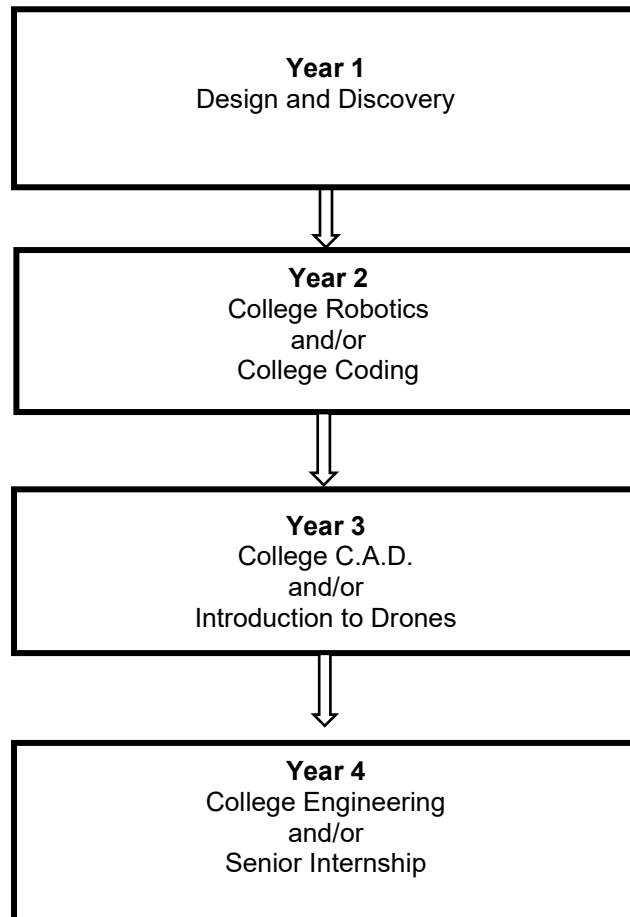 Year 1
Design and Discovery
Year 2
College Robotics
and/or
College Coding
Year 3
College C.A.D.
and/or
Introduction to Drones
Year 4
College Engineering
and/or
Senior Internship